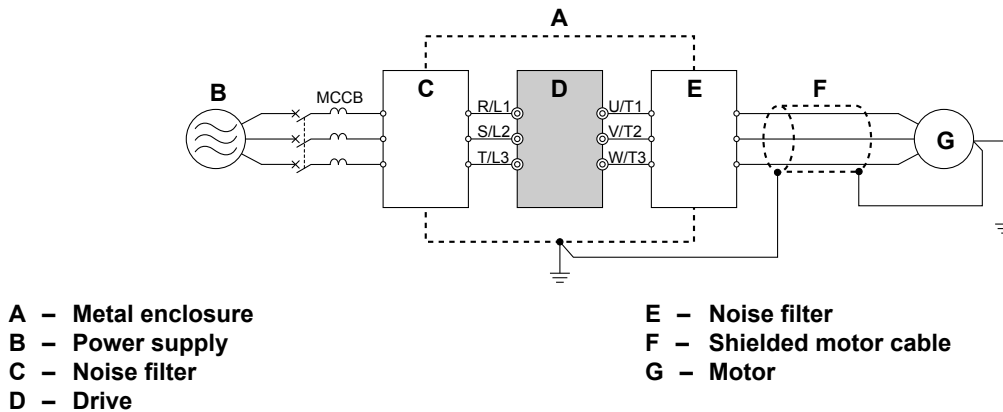 A
B
MCCB
C
R/L1
S/L2
T/L3
D
U/T1
V/T2
W/T3
E
F
G
A – Metal enclosure
B – Power supply
C – Noise filter
D – Drive
E – Noise filter
F – Shielded motor cable
G – Motor